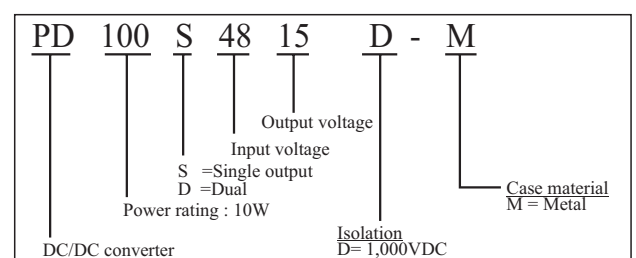 PD 100 S 48 15 D - M
Output voltage
Input voltage
S =Single output
D =Dual
Power rating : 10W
Case material
M = Metal
Isolation
D= 1,000VDC
DC/DC converter